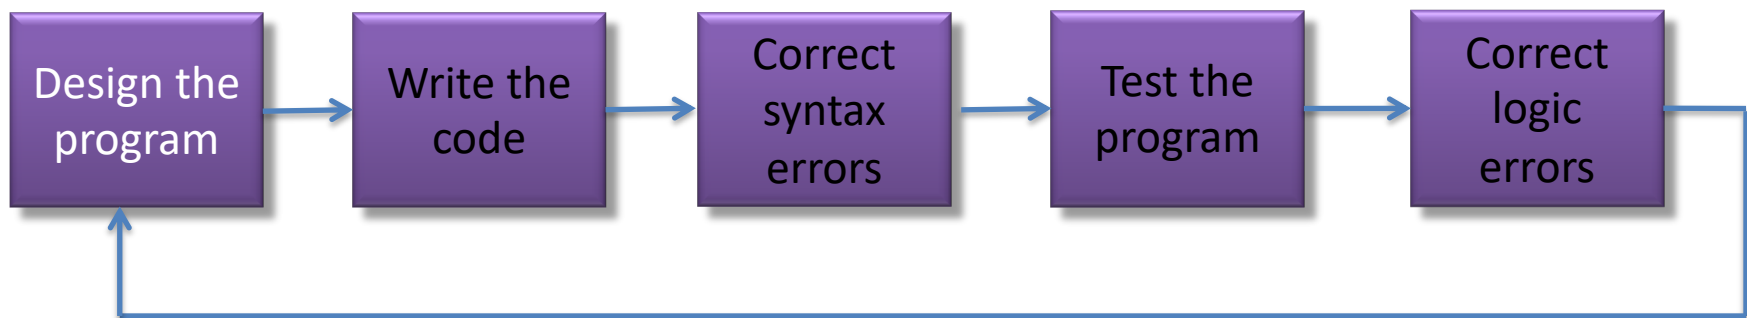 Design the
program
Write the
code
Correct
syntax
errors
Test the
program
Correct
logic
errors